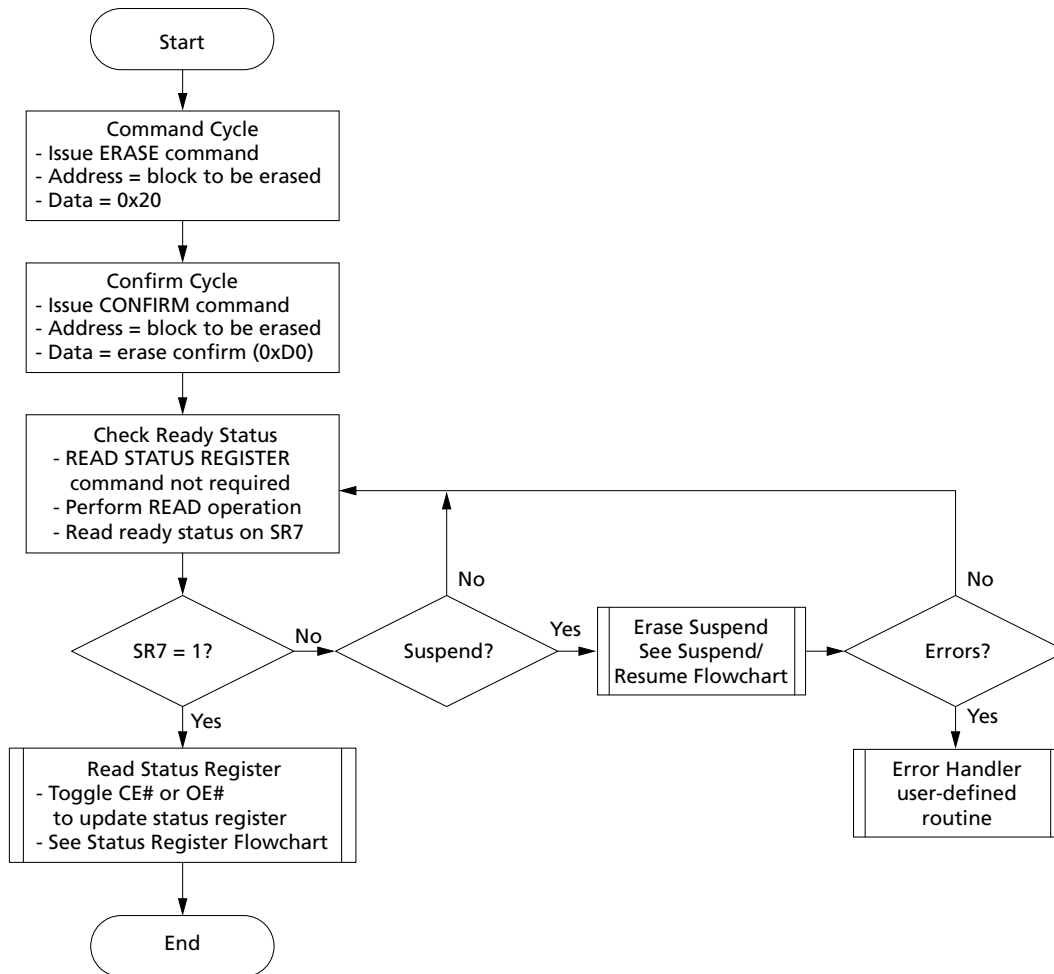 Start
Command Cycle
- Issue ERASE command
- Address = block to be erased
- Data = 0x20
Confirm Cycle
- Issue CONFIRM command
- Address = block to be erased
- Data = erase confirm (0xD0)
Check Ready Status
- READ STATUS REGISTER
command not required
- Perform READ operation
- Read ready status on SR7
No
No
SR7 = 1?
No
Suspend?
Yes
Erase Suspend
See Suspend/
Resume Flowchart
Errors?
Yes
Yes
Read Status Register
- Toggle CE# or OE#
to update status register
- See Status Register Flowchart
Error Handler
user-defined
routine
End